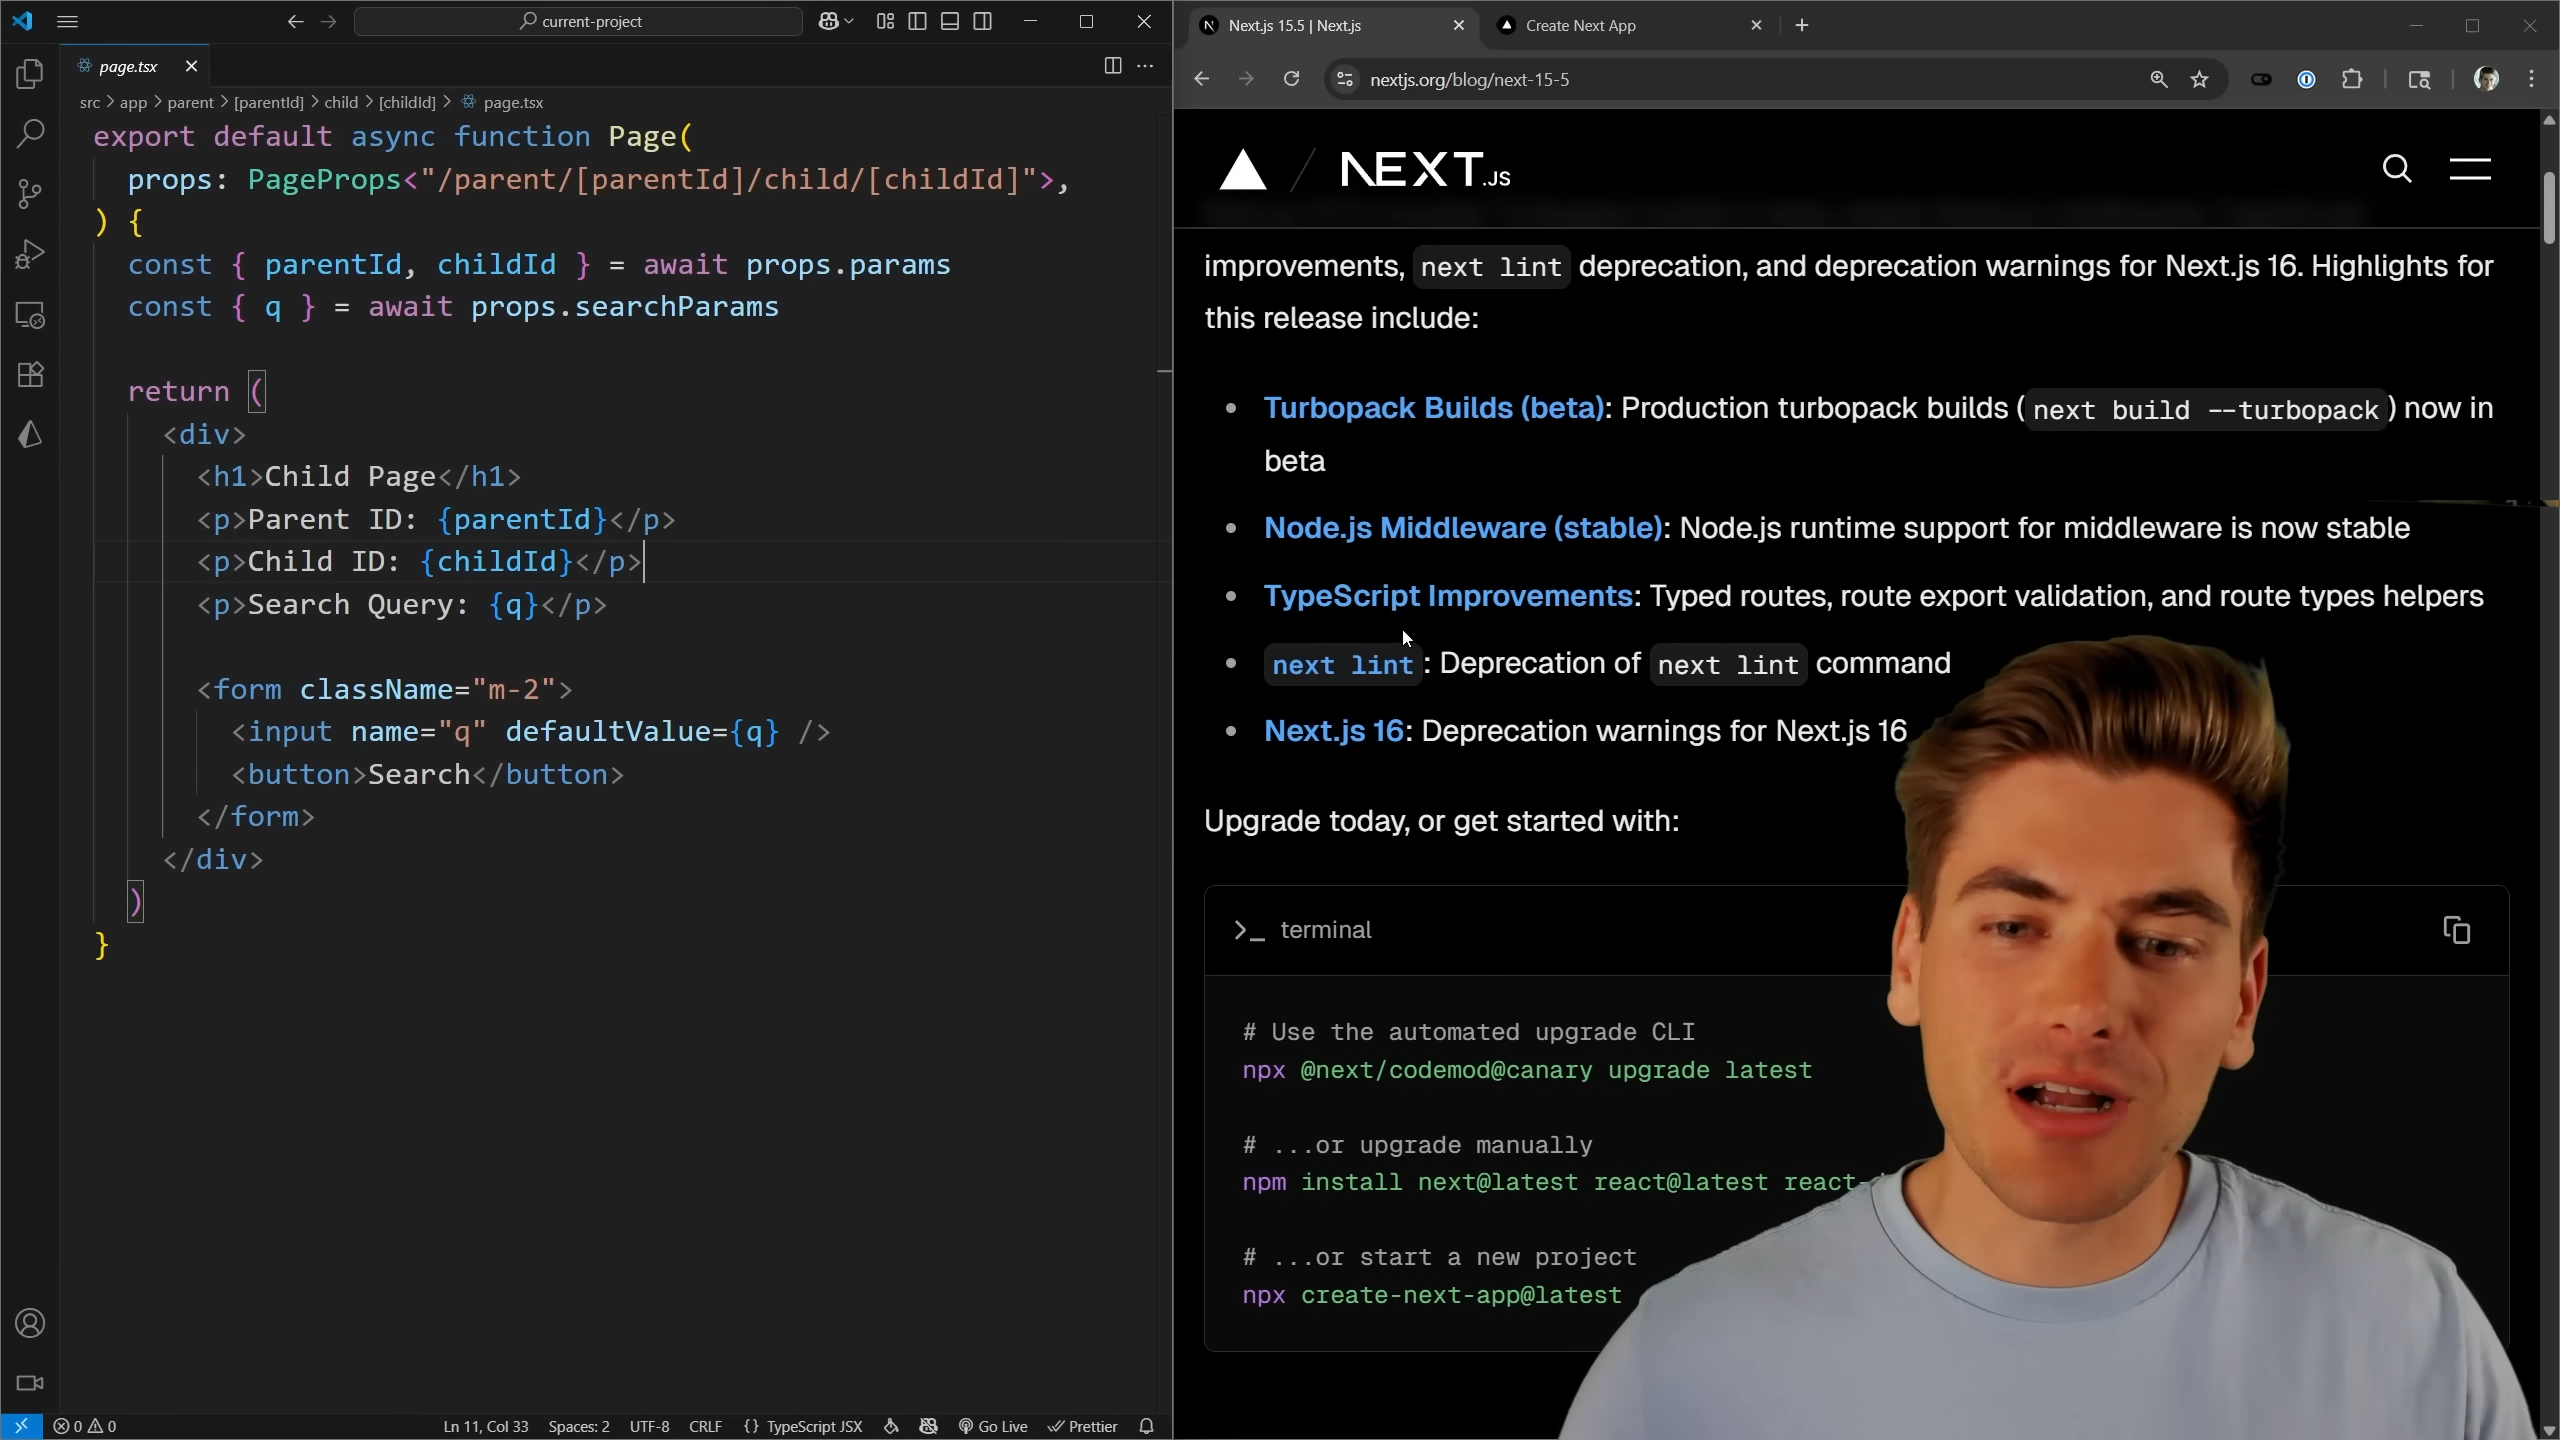 current-project
page.tsx
src > app > parent > [parentId] > child > [childId] > page.tsx
export default async function Page(
props: PageProps<"/parent/[parentId]/child/[childId]">,
) {
const { parentId, childId } = await props.params
const { q } = await props.searchParams
return (
<div>
<h1>Child Page</h1>
<p>Parent ID: {parentId}</p>
<p>Child ID: {childId}</p>
<p>Search Query: {q}</p>
<form className="m-2">
<input name="q" defaultValue={q} />
<button>Search</button>
</form>
</div>
)
}
0 0
Ln 11, Col 33
Spaces: 2
UTF-8
CRLF
{ } TypeScript JSX
Go Live
Prettier
Next.js 15.5 | Next.js
Create Next App
nextjs.org/blog/next-15-5
NEXT.JS
improvements, next lint deprecation, and deprecation warnings for Next.js 16. Highlights for
this release include:
• Turbopack Builds (beta): Production turbopack builds (next build --turbopack) now in
beta
• Node.js Middleware (stable): Node.js runtime support for middleware is now stable
• TypeScript Improvements: Typed routes, route export validation, and route types helpers
• next lint: Deprecation of next lint command
• Next.js 16: Deprecation warnings for Next.js 16
Upgrade today, or get started with:
>_ terminal
# Use the automated upgrade CLI
npx @next/codemod@canary upgrade latest
# ...or upgrade manually
npm install next@latest react@latest react-
# ...or start a new project
npx create-next-app@latest